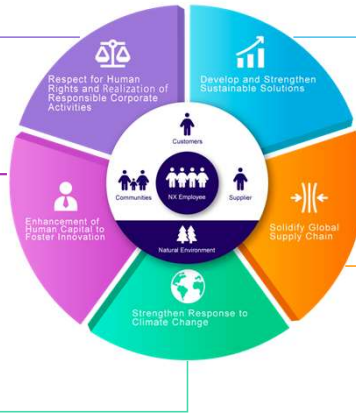 Respect for Human
Rights and Realization of
Responsible Corporate
Activities
Develop and Strengthen
Sustainable Solutions
Customers
Communities
NX Employee
Supplier
Natural Environment
Enhancement of
Human Capital to
Foster Innovation
Solidify Global
Supply Chain
Strengthen Response to
Climate Change